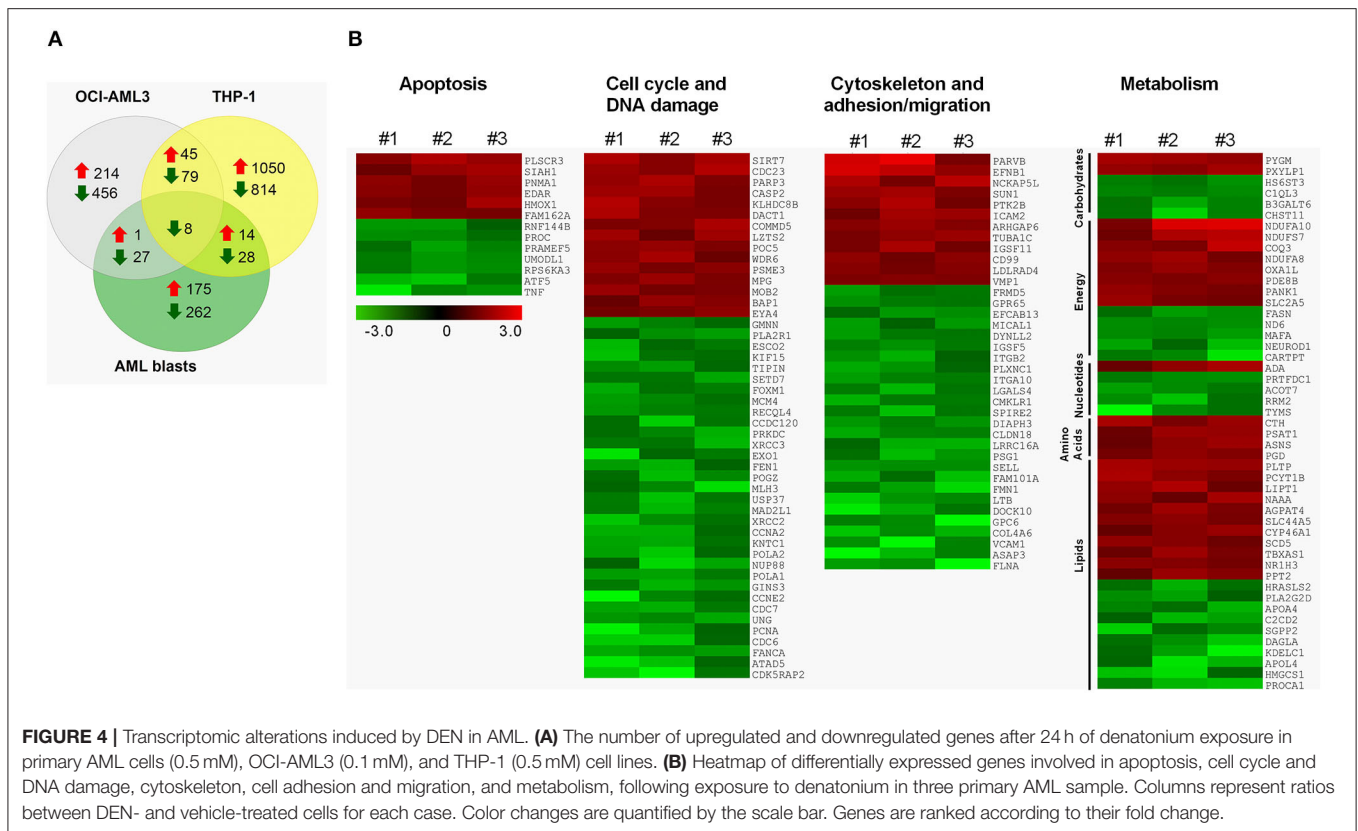 A
B
OCI-AML3
THP-1
45
79
214
456
1050
814
8
1
27
14
28
175
262
AML blasts
Apoptosis
#1 #2 #3
PLSCR3
SIAH1
PNMA1
EDAR
HMOX1
FAM162A
RNF144B
PROC
PRAMEF5
UMODL1
RPS6KA3
ATF5
TNF
-3.0 0 3.0
Cell cycle and
DNA damage
#1 #2 #3
SIRT7
CDC23
PARP3
CASP2
KLHDC8B
DACT1
COMMD5
LZTS2
POC5
WDR6
PSME3
MPG
MOB2
BAP1
EYA4
GMNN
PLA2R1
ESCO2
KIF15
TIPIN
SETD7
FOXM1
MCM4
RECQL4
CCDC120
PRKDC
XRCC3
EXO1
FEN1
POGZ
MLH3
USP37
MAD2L1
XRCC2
CCNA2
KNTC1
POLA2
NUP88
POLA1
GINS3
CCNE2
CDC7
UNG
PCNA
CDC6
FANCA
ATAD5
CDK5RAP2
Cytoskeleton and
adhesion/migration
#1 #2 #3
PARVB
EFNB1
NCKAP5L
SUN1
PTK2B
ICAM2
ARHGAP6
TUBA1C
IGSF11
CD99
LDLRAD4
VMP1
FRMD5
GPR65
EFCAB13
MICAL1
DYNLL2
IGSF5
ITGB2
PLXNC1
ITGA10
LGALS4
CMKLR1
SPIRE2
DIAPH3
CLDN18
LRRC16A
PSG1
SELL
FAM101A
FMN1
LTB
DOCK10
GPC6
COL4A6
VCAM1
ASAP3
FLNA
Metabolism
#1 #2 #3
Carbohydrates
PYGM
PXYLP1
HS6ST3
C1QL3
B3GALT6
CHST11
Energy
NDUFA10
NDUFS7
COQ3
NDUFA8
OXA1L
PDE8B
PANK1
SLC2A5
FASN
ND6
MAFA
NEUROD1
CARTPT
Nucleotides
ADA
PRTFDC1
ACOT7
RRM2
TYMS
Amino
Acids
CTH
PSAT1
ASNS
PGD
Lipids
PLTP
PCYT1B
LIPT1
NAAA
AGPAT4
SLC44A5
CYP46A1
SCD5
TBXAS1
NR1H3
PPT2
HRASLS2
PLA2G2D
APOA4
C2CD2
SGPP2
DAGLA
KDELC1
APOL4
HMGCS1
PROCA1
FIGURE 4 | Transcriptomic alterations induced by DEN in AML. (A) The number of upregulated and downregulated genes after 24 h of denatonium exposure in
primary AML cells (0.5 mM), OCI-AML3 (0.1 mM), and THP-1 (0.5 mM) cell lines. (B) Heatmap of differentially expressed genes involved in apoptosis, cell cycle and
DNA damage, cytoskeleton, cell adhesion and migration, and metabolism, following exposure to denatonium in three primary AML sample. Columns represent ratios
between DEN- and vehicle-treated cells for each case. Color changes are quantified by the scale bar. Genes are ranked according to their fold change.